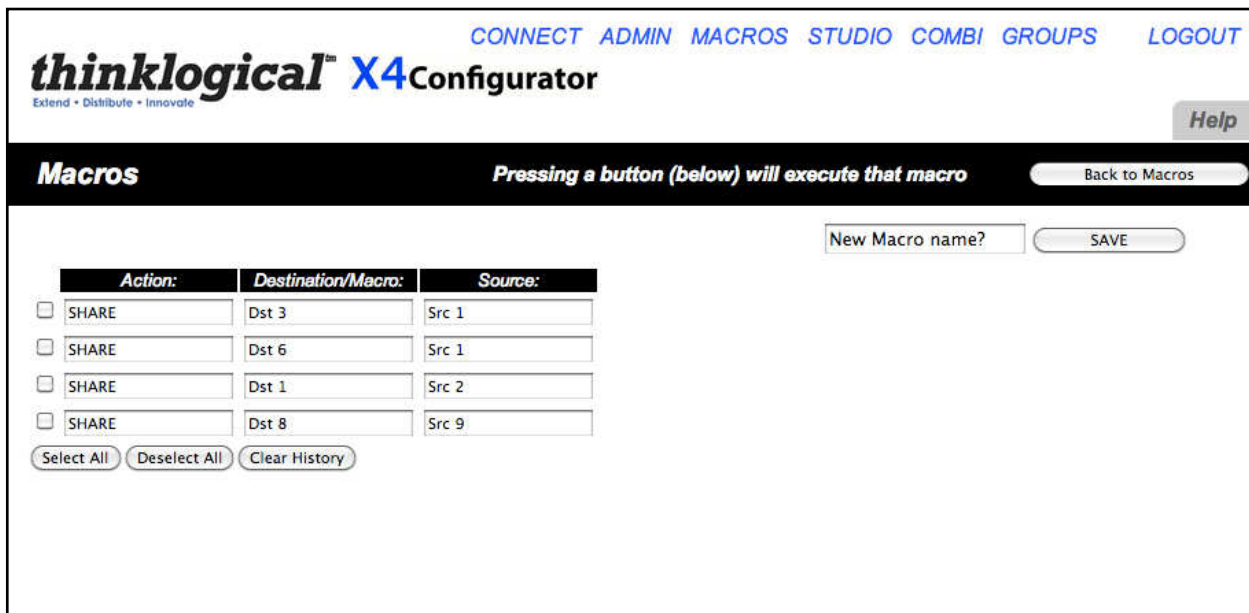 CONNECT ADMIN MACROS STUDIO COMBI GROUPS LOGOUT
thinklogical™ X4Configurator
Extend • Distribute • Innovate
Help
Macros Pressing a button (below) will execute that macro Back to Macros
New Macro name? SAVE
Action: Destination/Macro: Source:
SHARE Dst 3 Src 1
SHARE Dst 6 Src 1
SHARE Dst 1 Src 2
SHARE Dst 8 Src 9
Select All Deselect All Clear History